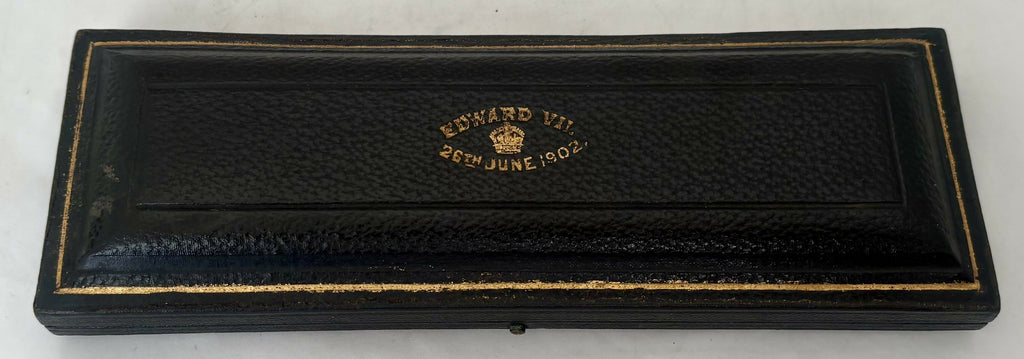 EDWARD VII.
26TH JUNE 1902.